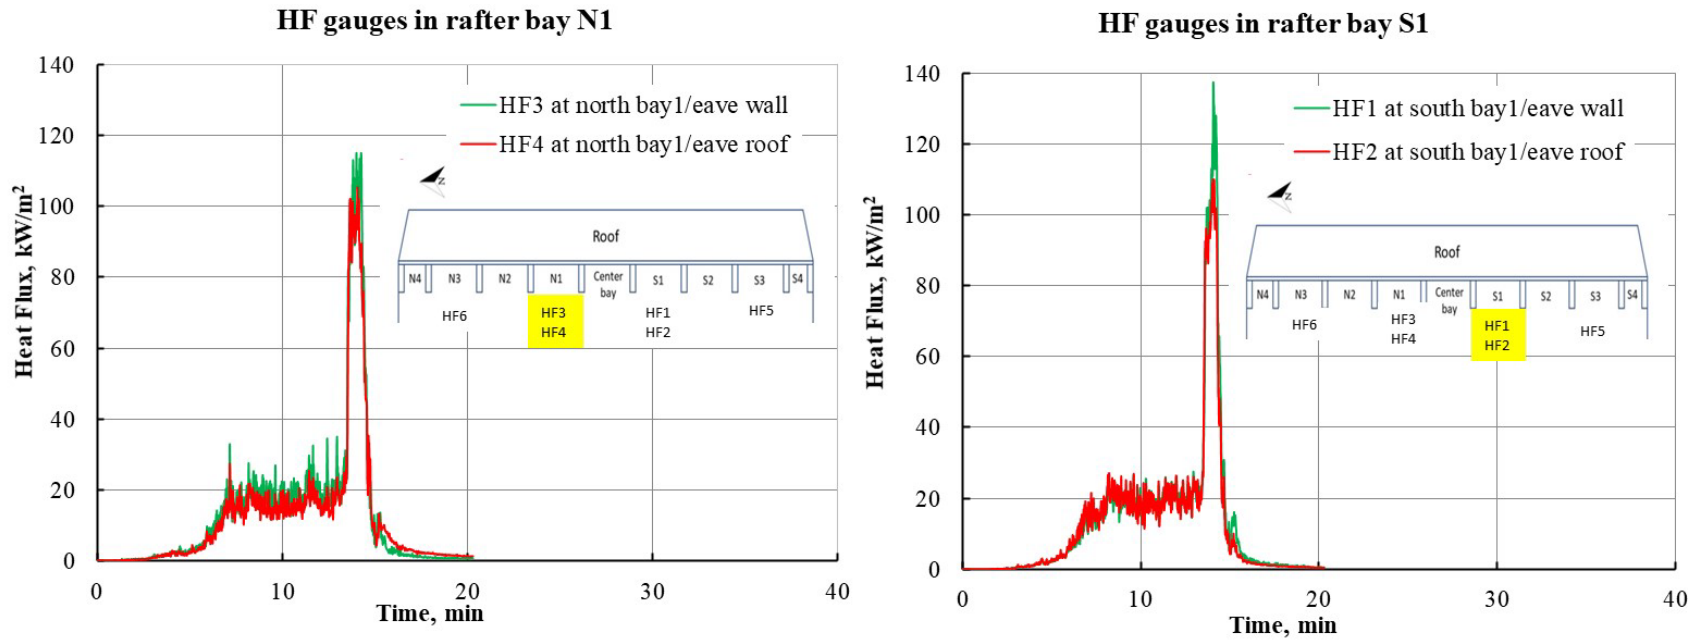 HF gauges in rafter bay N1
140
120
100
80
60
40
20
0
Heat Flux, kW/m²
HF3 at north bay1/eave wall
HF4 at north bay1/eave roof
N
Roof
N4 N3 N2 N1 Center bay S1 S2 S3 S4
HF6 HF3 HF1 HF5
HF4 HF2
0 10 20 30 40
Time, min
HF gauges in rafter bay S1
140
120
100
80
60
40
20
0
Heat Flux, kW/m²
HF1 at south bay1/eave wall
HF2 at south bay1/eave roof
N
Roof
N4 N3 N2 N1 Center bay S1 S2 S3 S4
HF6 HF3 HF1 HF5
HF4 HF2
0 10 20 30 40
Time, min